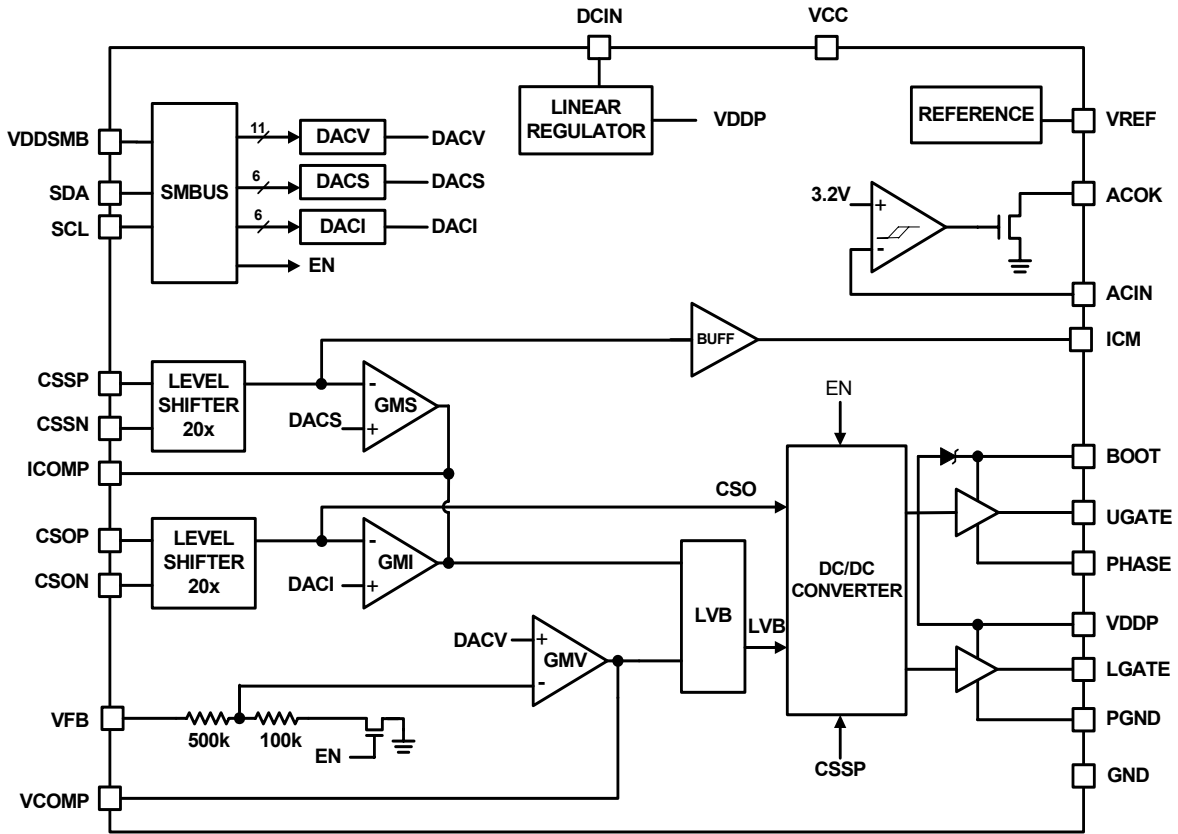 DCIN
VCC
VDDSMB
SDA
SCL
SMBUS
11
DACV
DACV
6
DACS
DACS
6
DACI
DACI
EN
LINEAR
REGULATOR
VDDP
REFERENCE
VREF
3.2V
+
-
ACOK
ACIN
BUFF
ICM
CSSP
CSSN
LEVEL
SHIFTER
20x
-
GMS
DACS
+
ICOMP
CSOP
CSON
LEVEL
SHIFTER
20x
-
GMI
DACI
+
CSO
EN
DC/DC
CONVERTER
LVB
LVB
DACV
+
GMV
-
VFB
500k
100k
EN
VCOMP
CSSP
BOOT
UGATE
PHASE
VDDP
LGATE
PGND
GND